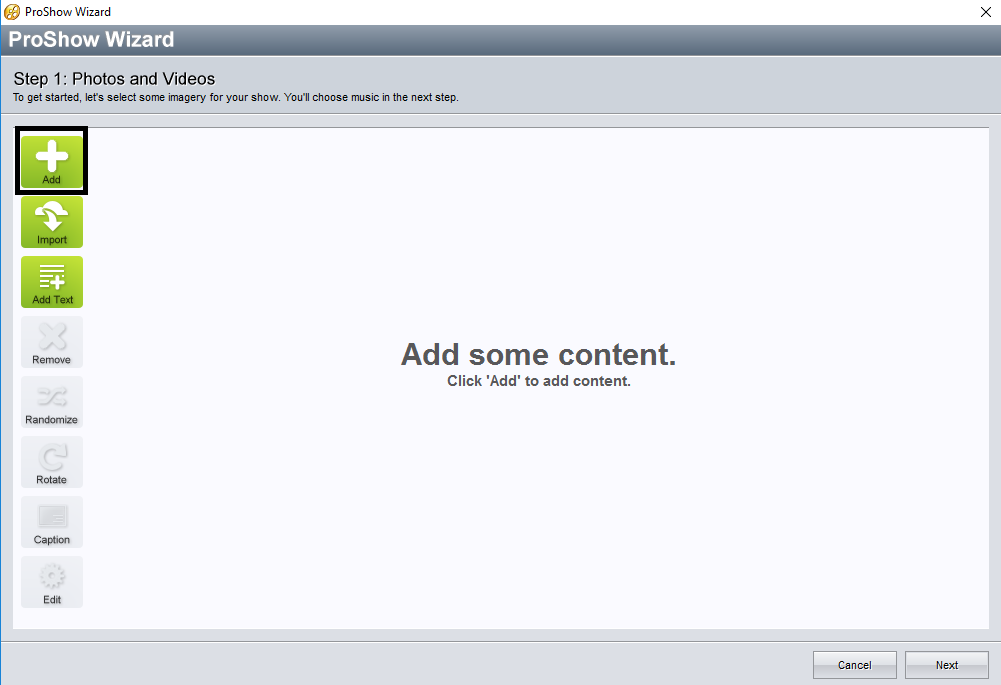 ProShow Wizard
ProShow Wizard
Step 1: Photos and Videos
To get started, let's select some imagery for your show. You'll choose music in the next step.
Add
Import
Add Text
Remove
Randomize
Rotate
Caption
Edit
Add some content.
Click 'Add' to add content.
Cancel
Next